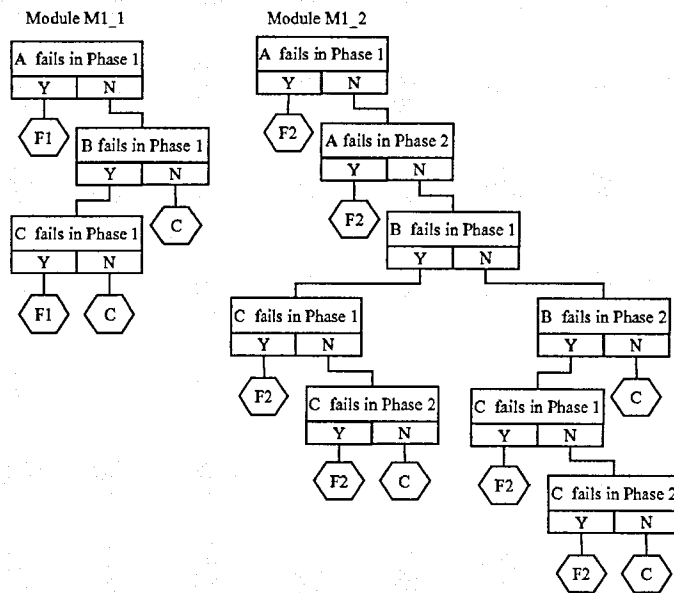 Module M1_1
Module M1_2
A fails in Phase 1
Y N
F1
B fails in Phase 1
Y N
C
C fails in Phase 1
Y N
F1
C
A fails in Phase 1
Y N
F2
A fails in Phase 2
Y N
F2
B fails in Phase 1
Y N
C fails in Phase 1
Y N
F2
C fails in Phase 2
Y N
F2
C
B fails in Phase 2
Y N
C
C fails in Phase 1
Y N
F2
C fails in Phase 2
Y N
F2
C